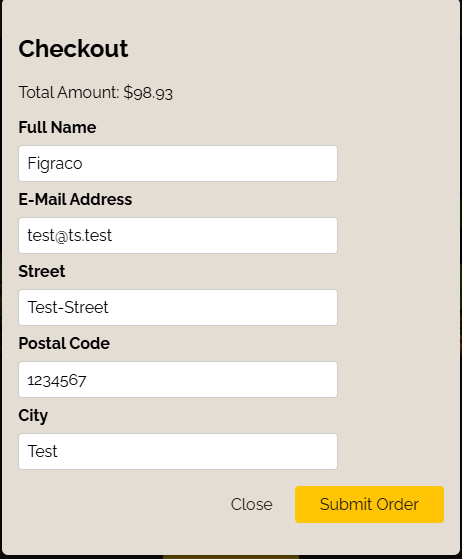 Checkout
Total Amount: $98.93
Full Name
Figraco
E-Mail Address
test@ts.test
Street
Test-Street
Postal Code
1234567
City
Test
Close Submit Order